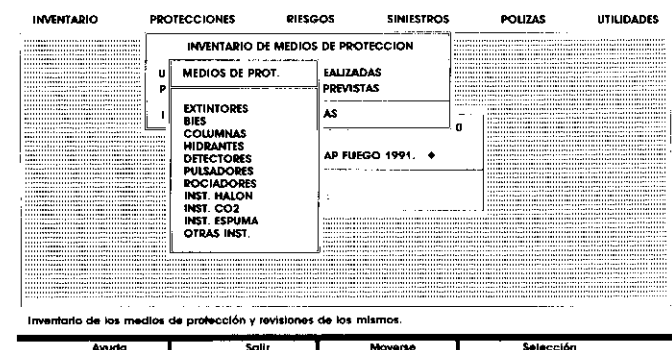 INVENTARIO PROTECCIONES RIESGOS SINIESTROS POLIZAS UTILIDADES
INVENTARIO DE MEDIOS DE PROTECCION
U MEDIOS DE PROT. EALIZADAS
P PREVISTAS
I EXTINTORES AS
BIES
COLUMNAS
HIDRANTES
DETECTORES AP FUEGO 1991. ♦
PULSADORES
ROCIADORES
INST. HALON
INST. CO2
INST. ESPUMA
OTRAS INST.
Inventario de los medios de protección y revisiones de los mismos.
Ayuda Salir Moverse Selección